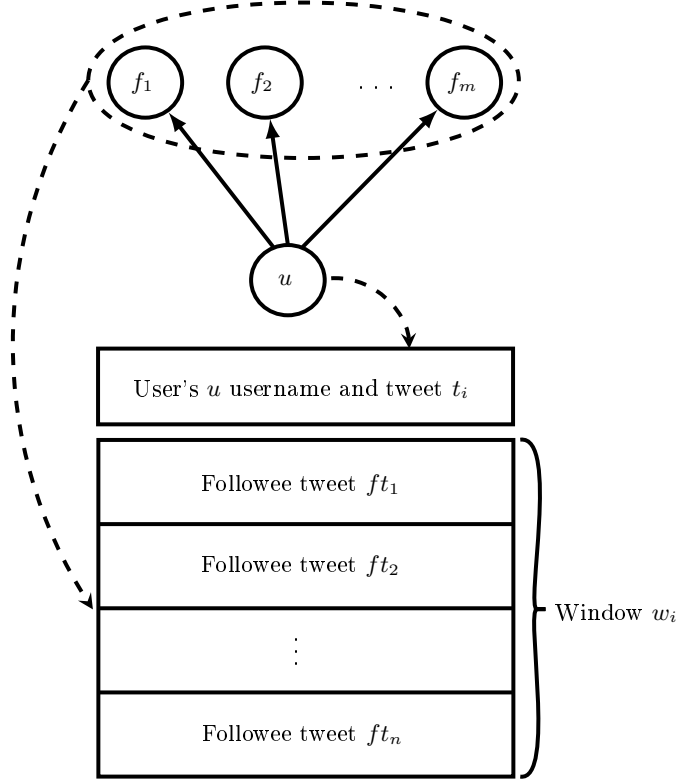 f1 f2 . . . fm
u
User's u username and tweet ti
Followee tweet ft1
Followee tweet ft2
Window wi
⋮
Followee tweet ftn